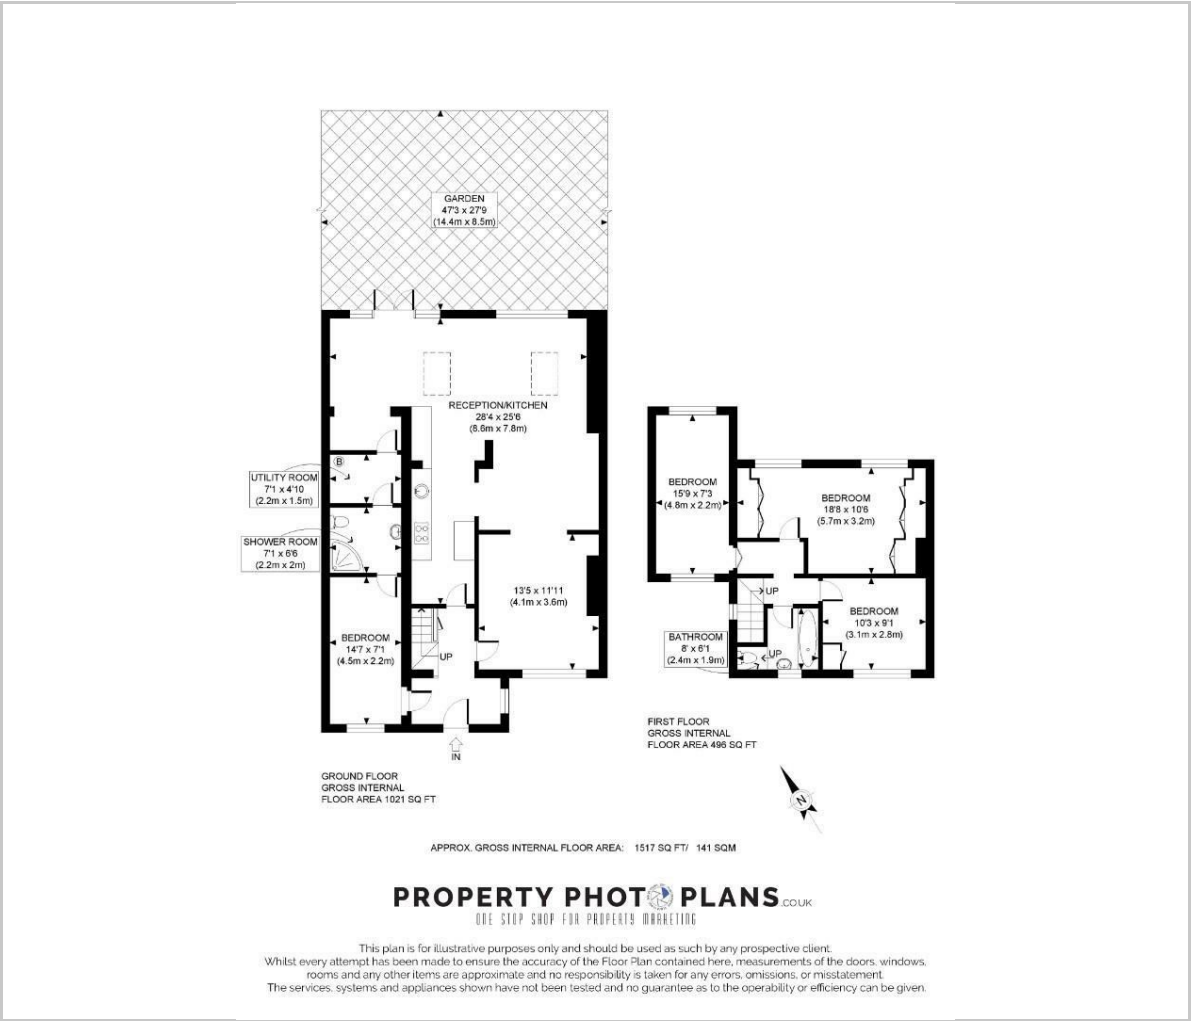 GARDEN
47'3 x 27'9
(14.4m x 8.5m)
RECEPTION/KITCHEN
28'4 x 25'6
(8.6m x 7.8m)
B
UTILITY ROOM
7'1 x 4'10
(2.2m x 1.5m)
SHOWER ROOM
7'1 x 6'6
(2.2m x 2m)
13'5 x 11'11
(4.1m x 3.6m)
BEDROOM
14'7 x 7'1
(4.5m x 2.2m)
UP
IN
GROUND FLOOR
GROSS INTERNAL
FLOOR AREA 1021 SQ FT
BEDROOM
15'9 x 7'3
(4.8m x 2.2m)
BEDROOM
18'8 x 10'6
(5.7m x 3.2m)
UP
BEDROOM
10'3 x 9'1
(3.1m x 2.8m)
BATHROOM
8' x 6'1
(2.4m x 1.9m)
UP
FIRST FLOOR
GROSS INTERNAL
FLOOR AREA 496 SQ FT
N
APPROX. GROSS INTERNAL FLOOR AREA: 1517 SQ FT/ 141 SQM
PROPERTY PHOTO PLANS.CO.UK
ONE STOP SHOP FOR PROPERTY MARKETING
This plan is for illustrative purposes only and should be used as such by any prospective client.
Whilst every attempt has been made to ensure the accuracy of the Floor Plan contained here, measurements of the doors, windows,
rooms and any other items are approximate and no responsibility is taken for any errors, omissions, or misstatement.
The services, systems and appliances shown have not been tested and no guarantee as to the operability or efficiency can be given.